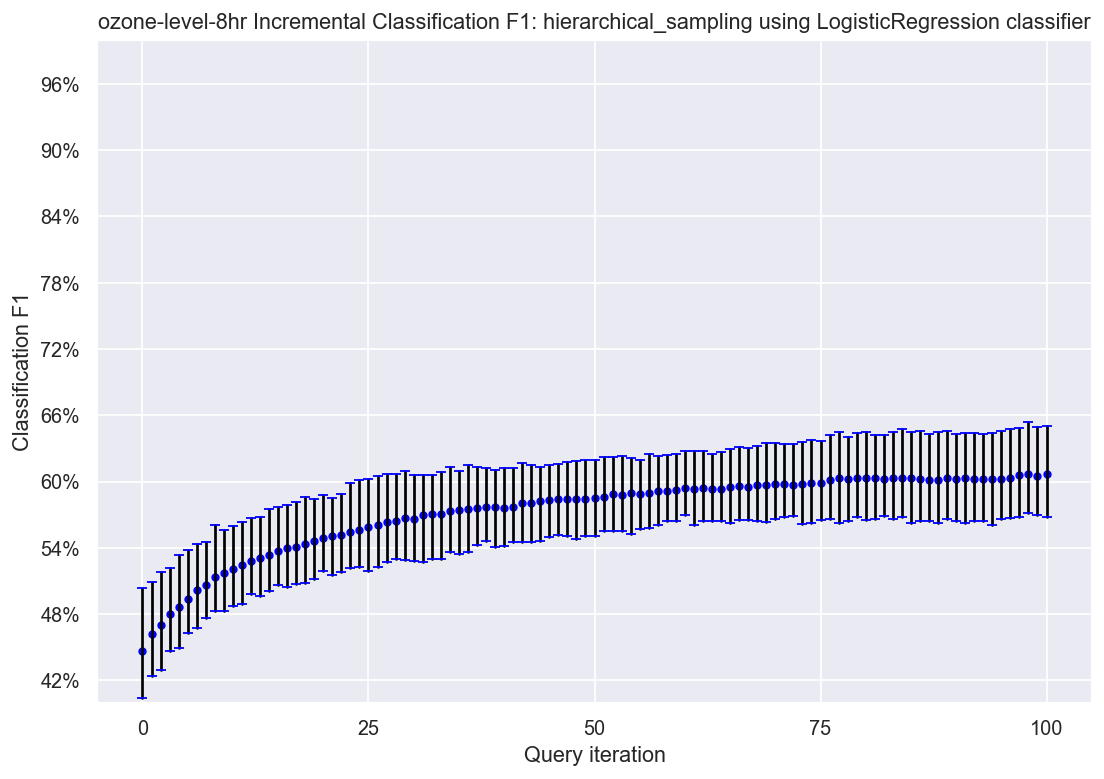 ozone-level-8hr Incremental Classification F1: hierarchical_sampling using LogisticRegression classifier
96%
90%
84%
78%
72%
66%
60%
54%
48%
42%
Classification F1
0 25 50 75 100
Query iteration